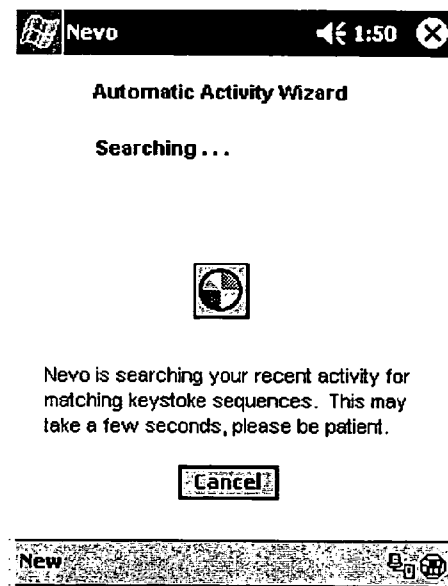 Nevo 1:50
Automatic Activity Wizard
Searching . . .
Nevo is searching your recent activity for
matching keystoke sequences. This may
take a few seconds, please be patient.
Cancel
New